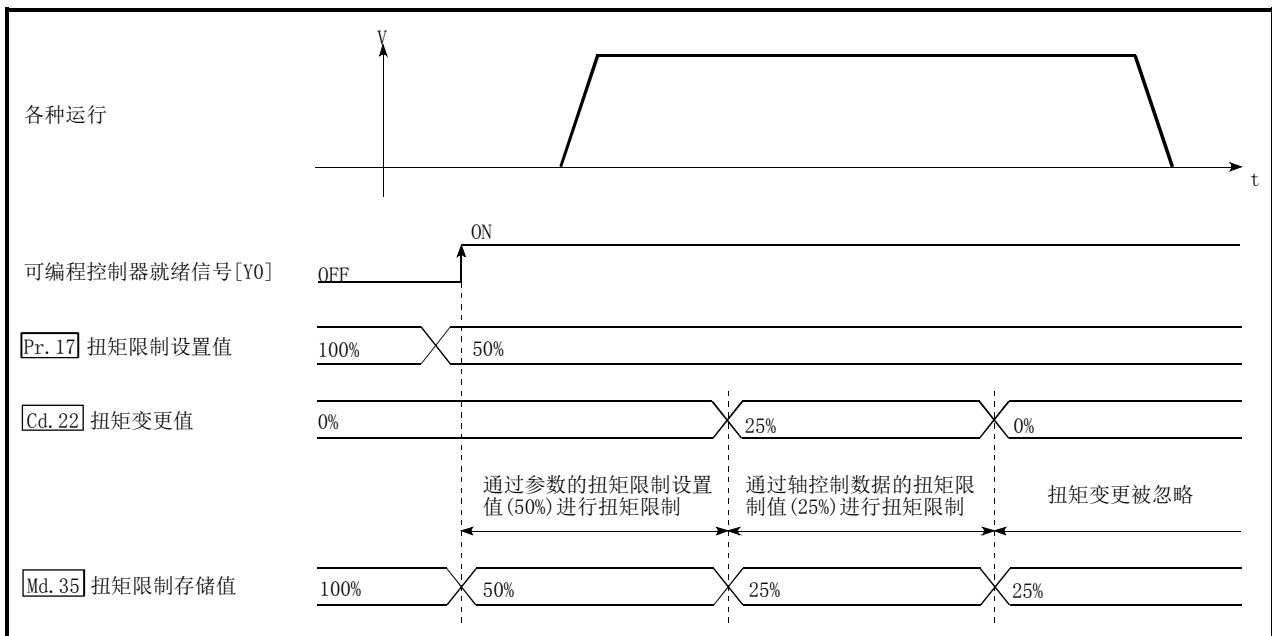 V
各种运行
t
ON
可编程控制器就绪信号[Y0]
OFF
Pr.17 扭矩限制设置值
100%
50%
Cd.22 扭矩变更值
0%
25%
0%
通过参数的扭矩限制设置
值(50%)进行扭矩限制
通过轴控制数据的扭矩限
制值(25%)进行扭矩限制
扭矩变更被忽略
Md.35 扭矩限制存储值
100%
50%
25%
25%